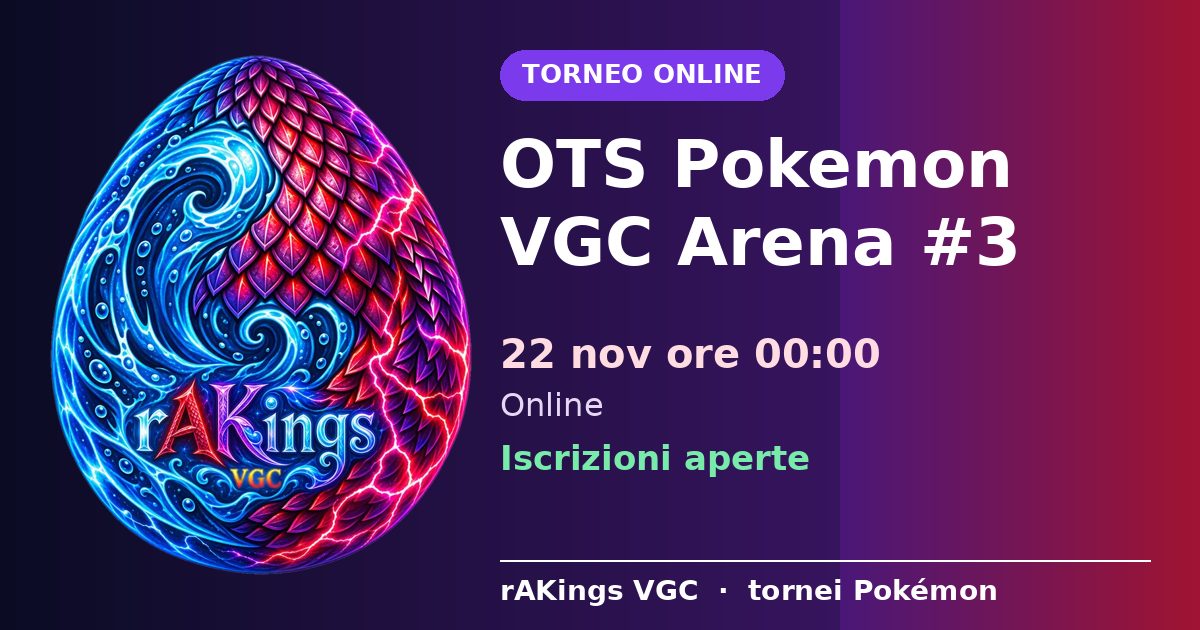 TORNEO ONLINE
OTS Pokemon
VGC Arena #3
22 nov ore 00:00
Online
Iscrizioni aperte
rAKings
VGC
rAKings VGC · tornei Pokémon